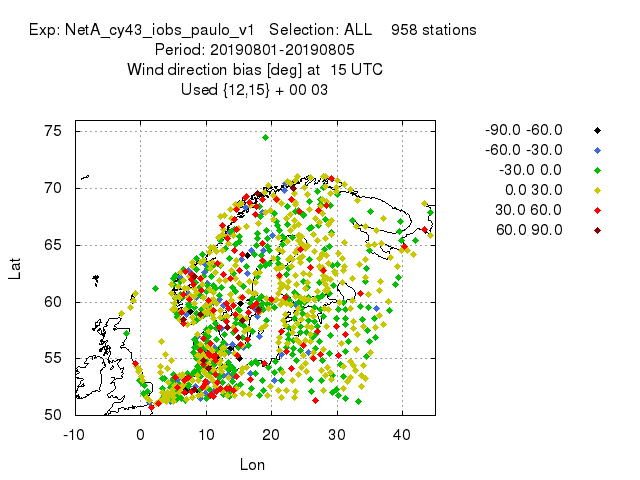 Exp: NetA_cy43_iobs_paulo_v1 Selection: ALL 958 stations
Period: 20190801-20190805
Wind direction bias [deg] at 15 UTC
Used {12,15} + 00 03
-90.0 -60.0
-60.0 -30.0
-30.0 0.0
0.0 30.0
30.0 60.0
60.0 90.0
75
70
65
60
55
50
Lat
-10 0 10 20 30 40
Lon